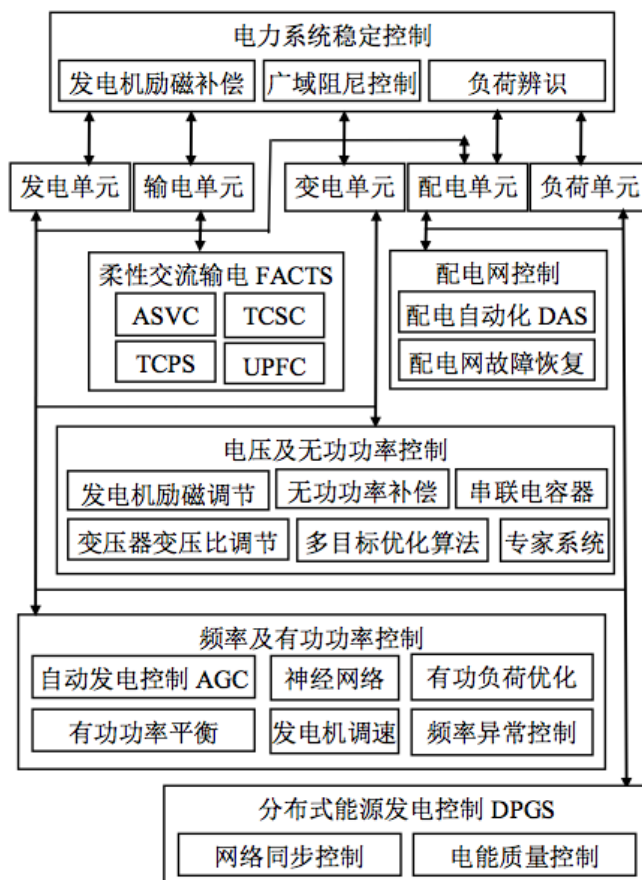 电力系统稳定控制
发电机励磁补偿 广域阻尼控制 负荷辨识
发电单元 输电单元 变电单元 配电单元 负荷单元
柔性交流输电 FACTS
ASVC TCSC
TCPS UPFC
配电网控制
配电自动化 DAS
配电网故障恢复
电压及无功功率控制
发电机励磁调节 无功功率补偿 串联电容器
变压器变压比调节 多目标优化算法 专家系统
频率及有功功率控制
自动发电控制 AGC 神经网络 有功负荷优化
有功功率平衡 发电机调速 频率异常控制
分布式能源发电控制 DPGS
网络同步控制 电能质量控制